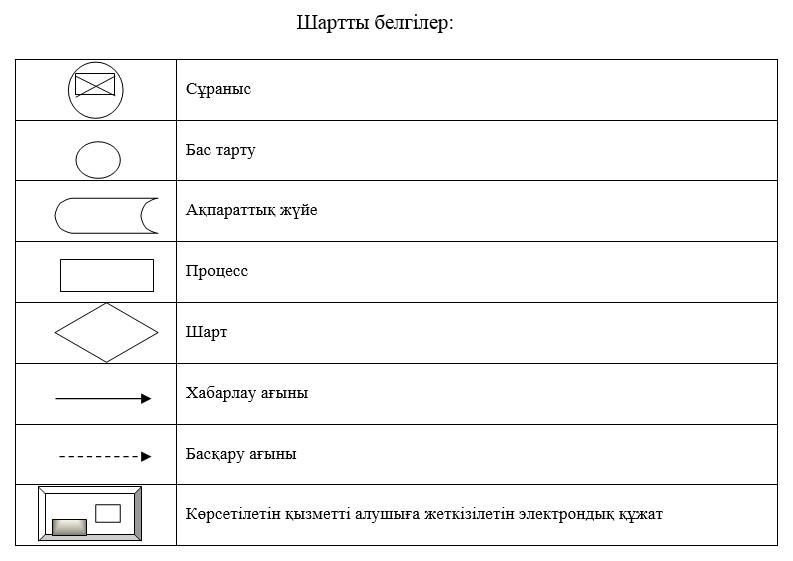 Шартты белгілер:
Сұраныс
Бас тарту
Ақпараттық жүйе
Процесс
Шарт
Хабарлау ағыны
Басқару ағыны
Көрсетілетін қызметті алушыға жеткізілетін электрондық құжат